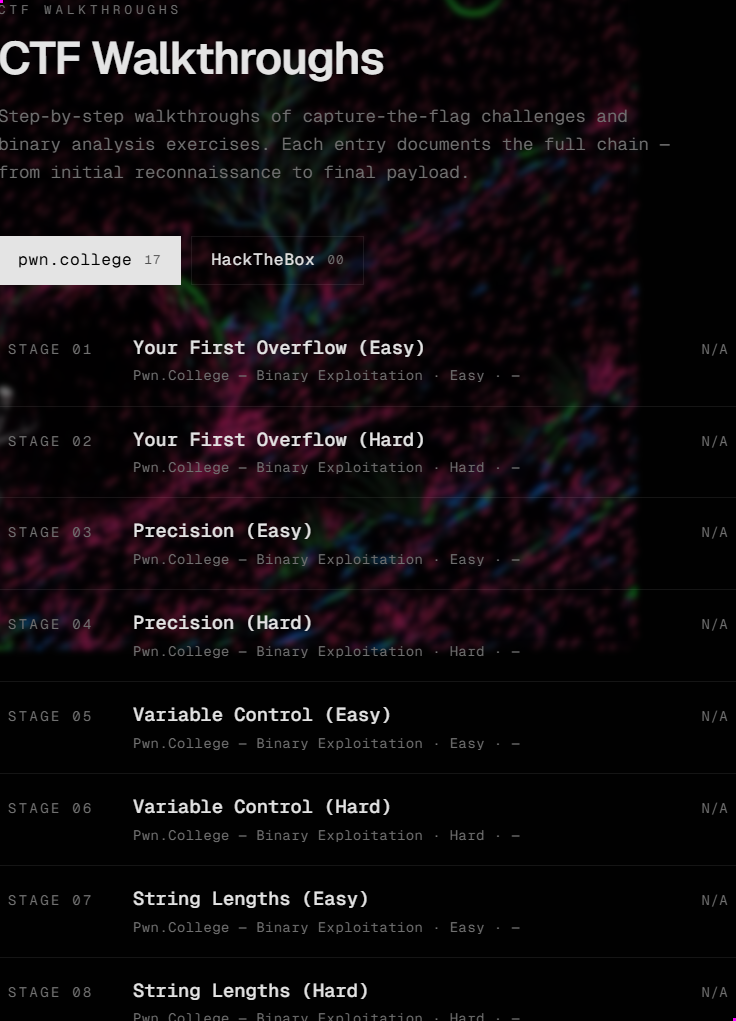 CTF WALKTHROUGHS
CTF Walkthroughs
Step-by-step walkthroughs of capture-the-flag challenges and
binary analysis exercises. Each entry documents the full chain —
from initial reconnaissance to final payload.
pwn.college 17 HackTheBox 00
STAGE 01 Your First Overflow (Easy) N/A
Pwn.College — Binary Exploitation · Easy · —
STAGE 02 Your First Overflow (Hard) N/A
Pwn.College — Binary Exploitation · Hard · —
STAGE 03 Precision (Easy) N/A
Pwn.College — Binary Exploitation · Easy · —
STAGE 04 Precision (Hard) N/A
Pwn.College — Binary Exploitation · Hard · —
STAGE 05 Variable Control (Easy) N/A
Pwn.College — Binary Exploitation · Easy · —
STAGE 06 Variable Control (Hard) N/A
Pwn.College — Binary Exploitation · Hard · —
STAGE 07 String Lengths (Easy) N/A
Pwn.College — Binary Exploitation · Easy · —
STAGE 08 String Lengths (Hard) N/A
Pwn.College — Binary Exploitation · Hard · —